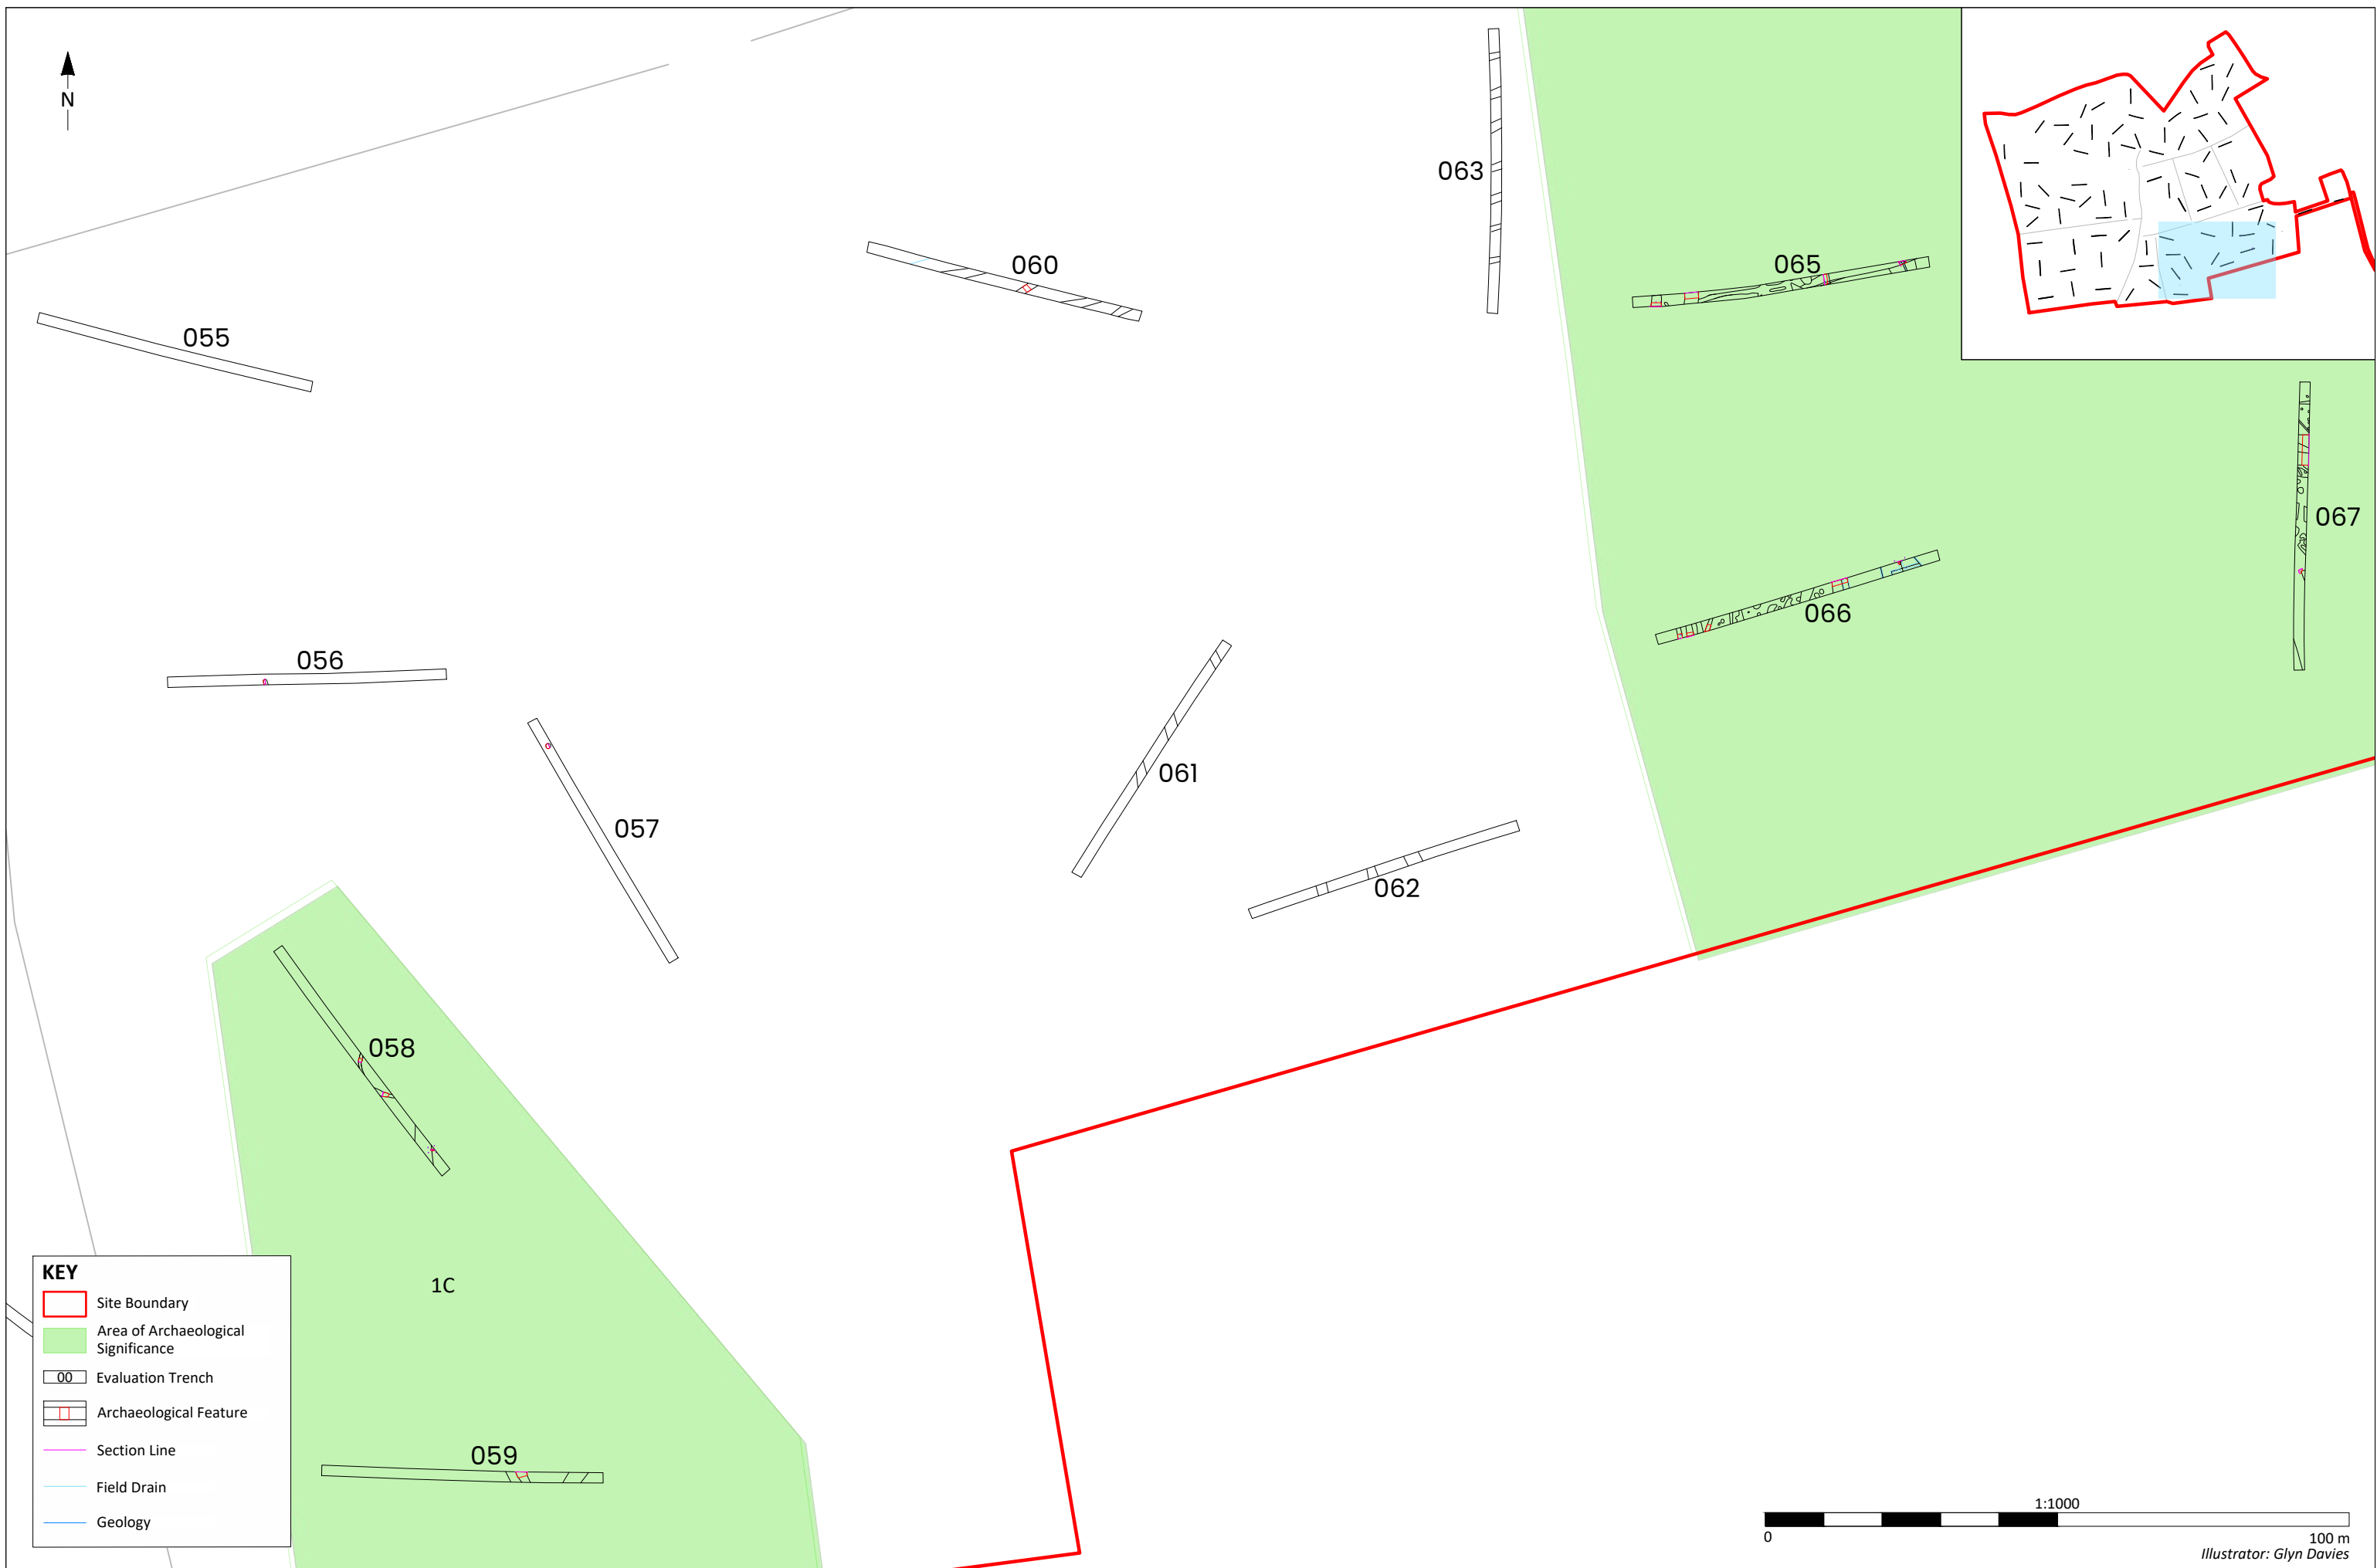 N
063
060
065
055
067
066
056
061
057
062
058
1C
059
KEY
Site Boundary
Area of Archaeological
Significance
00 Evaluation Trench
Archaeological Feature
Section Line
Field Drain
Geology
1:1000
0 100 m
Illustrator: Glyn Davies